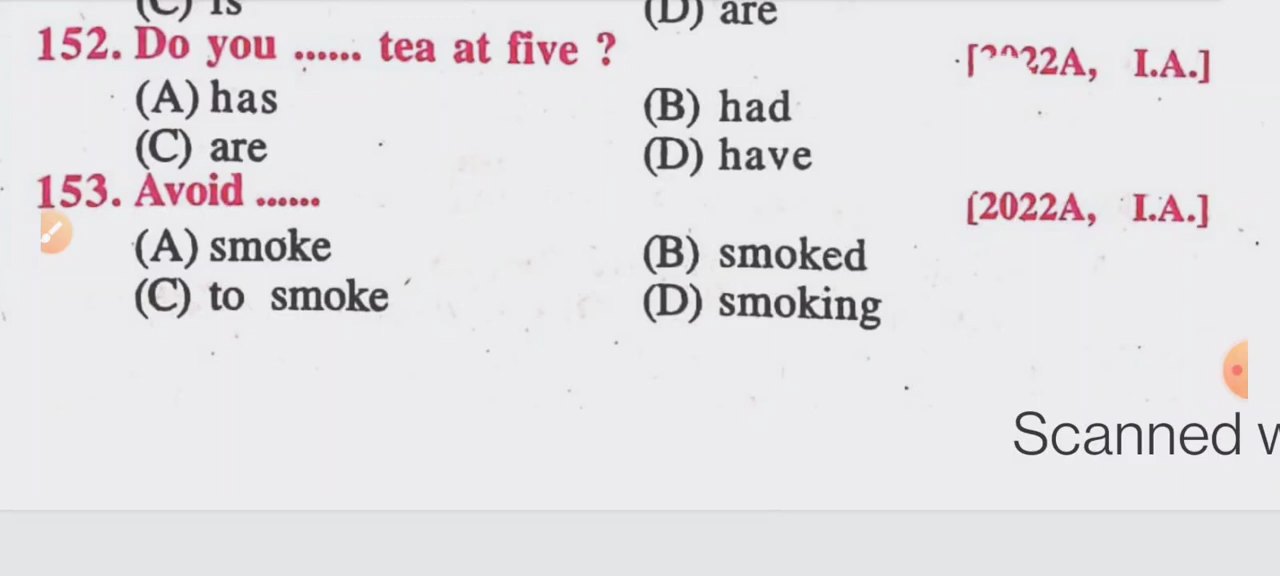 (C) is (D) are
152. Do you ...... tea at five ? 22A, I.A.]
(A) has (B) had
(C) are (D) have
153. Avoid ...... [2022A, I.A.]
(A) smoke (B) smoked
(C) to smoke (D) smoking
Scanned